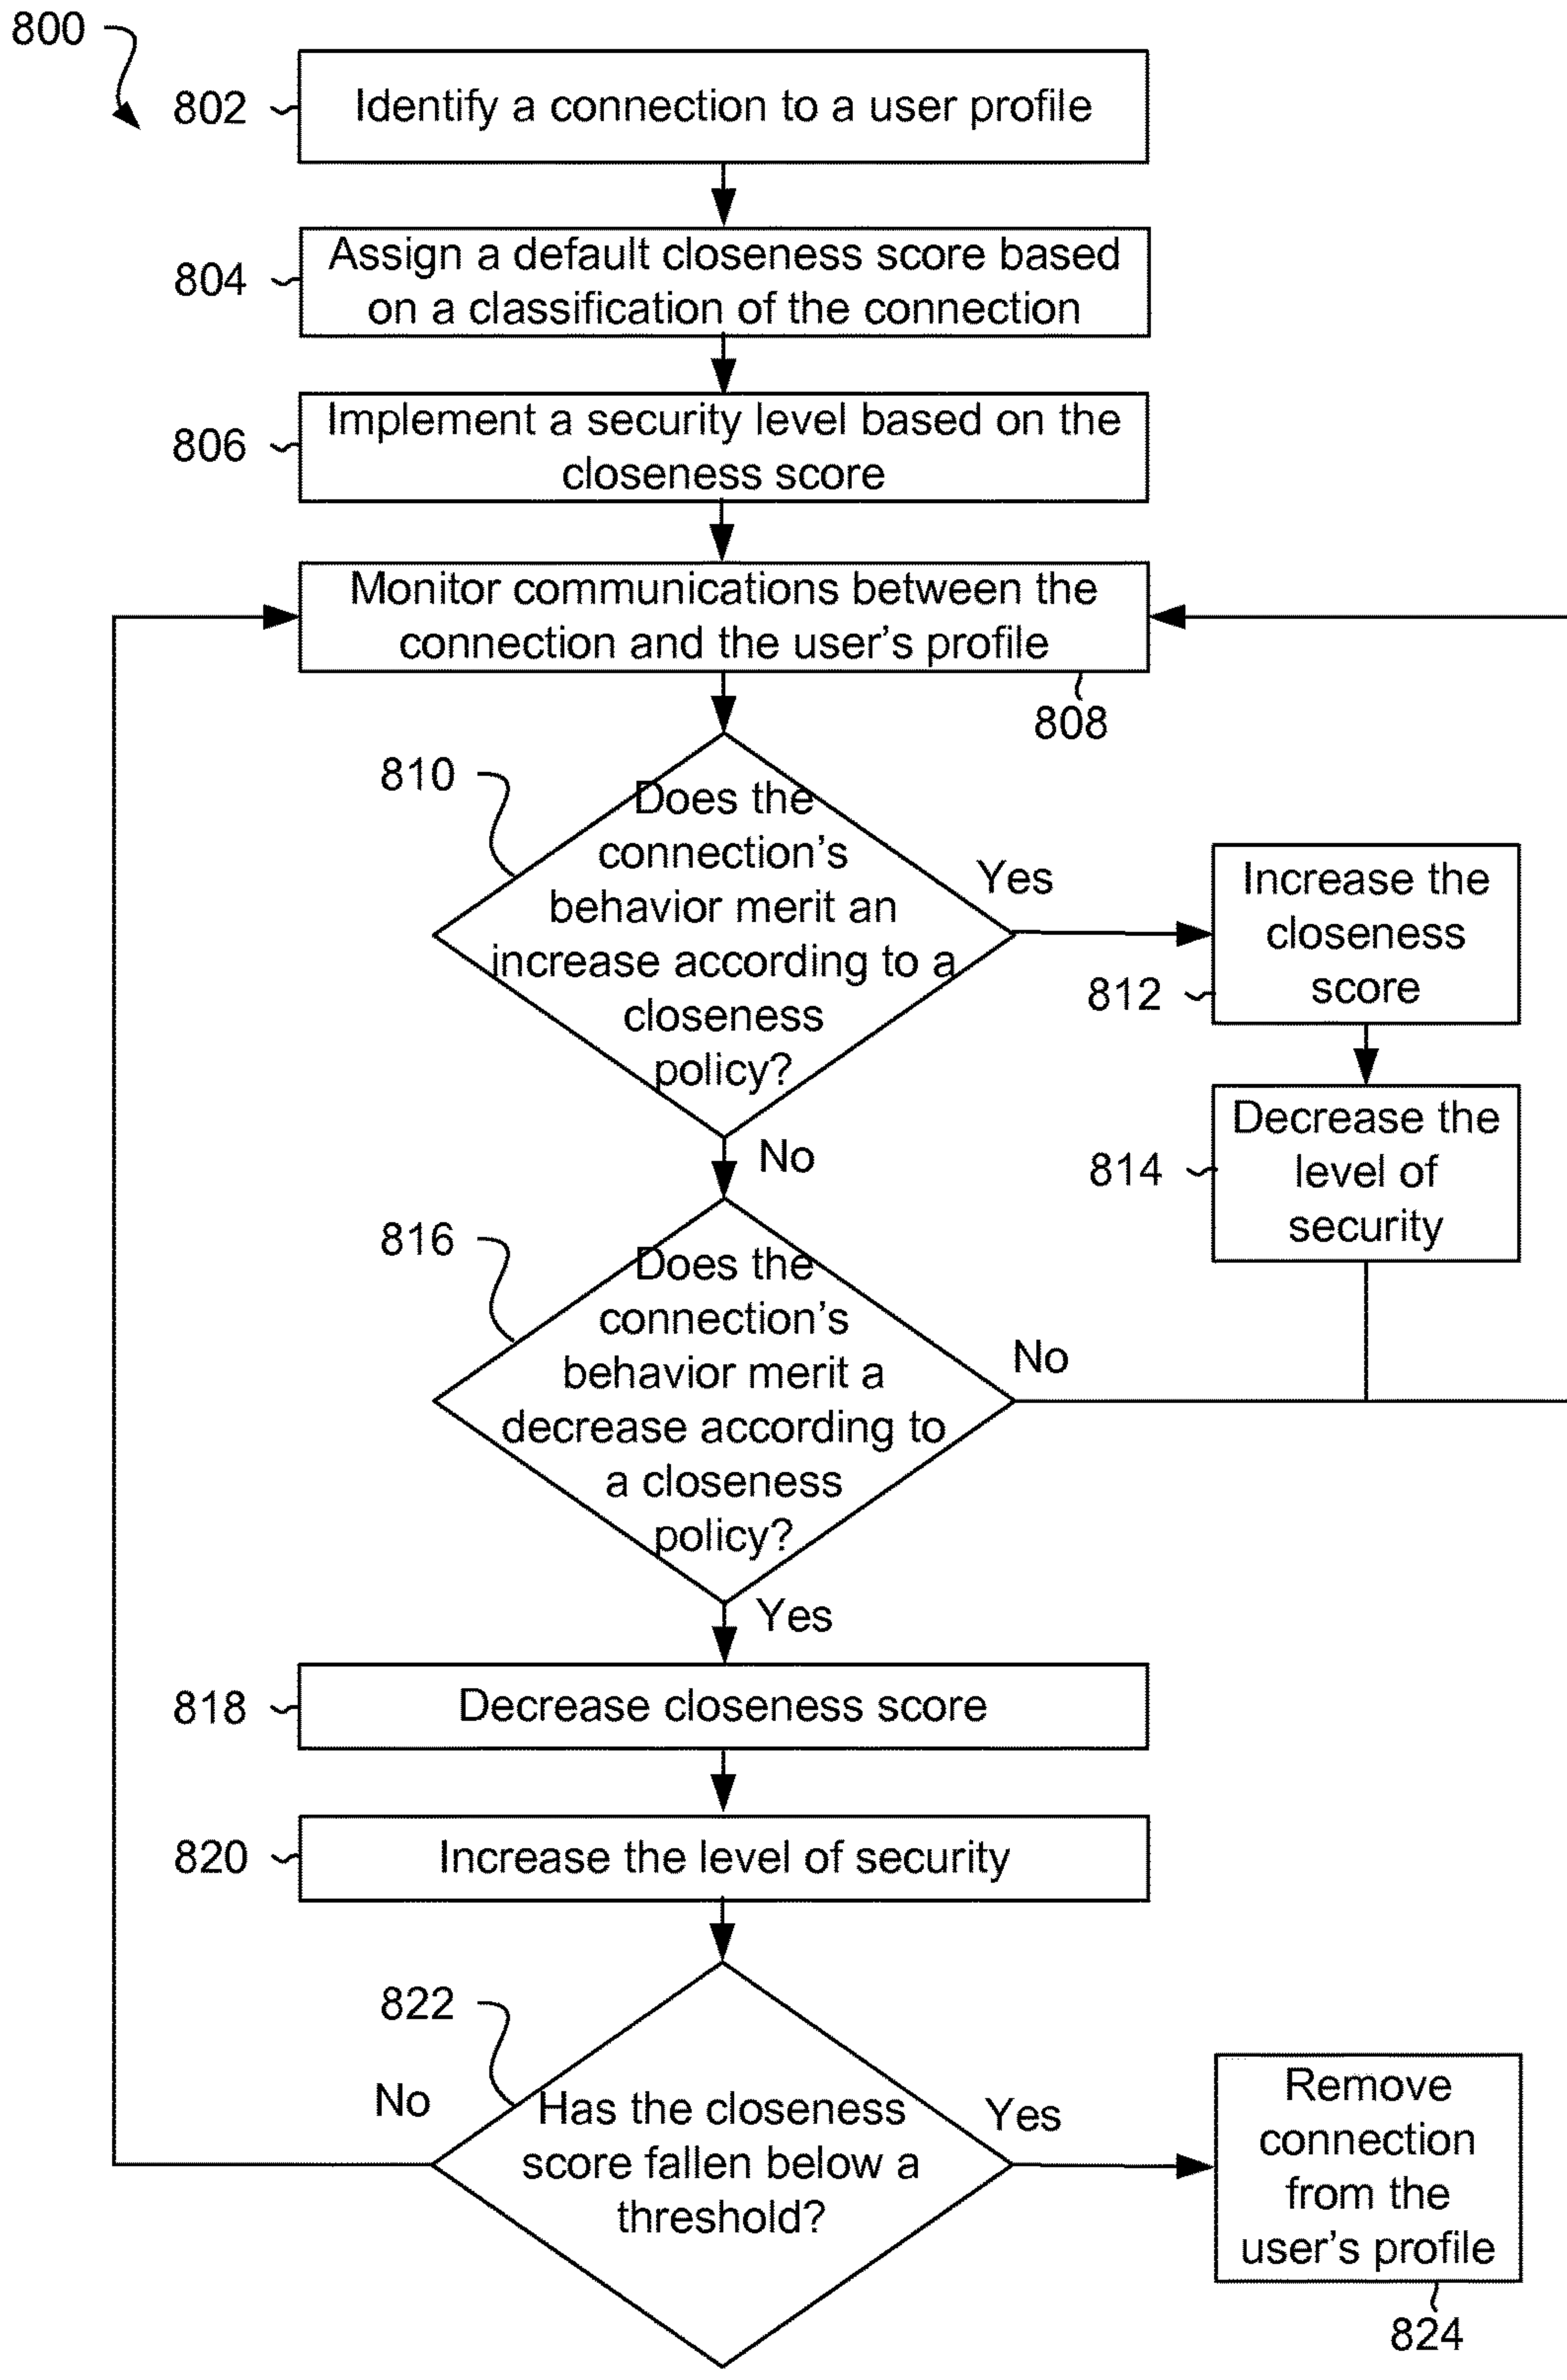 800
802
Identify a connection to a user profile
804
Assign a default closeness score based
on a classification of the connection
806
Implement a security level based on the
closeness score
Monitor communications between the
connection and the user's profile
808
810
Does the
connection's
behavior merit an
increase according to a
closeness
policy?
Yes
Increase the
closeness
score
812
No
Decrease the
level of
security
814
816
Does the
connection's
behavior merit a
decrease according to
a closeness
policy?
No
Yes
818
Decrease closeness score
820
Increase the level of security
822
Has the closeness
score fallen below a
threshold?
No
Yes
Remove
connection
from the
user's profile
824